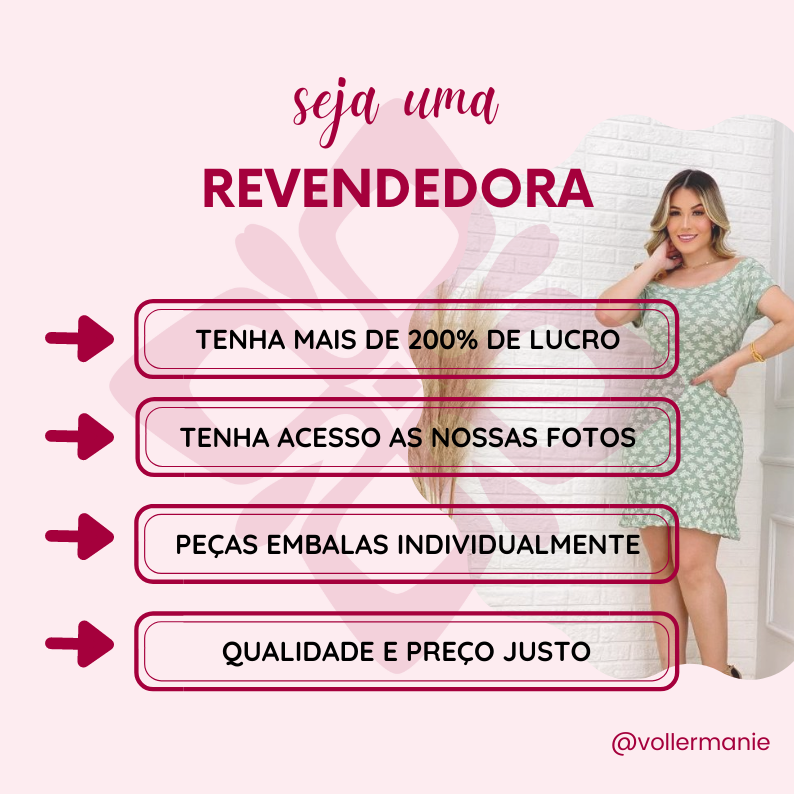 seja uma
REVENDEDORA
TENHA MAIS DE 200% DE LUCRO
TENHA ACESSO AS NOSSAS FOTOS
PEÇAS EMBALAS INDIVIDUALMENTE
QUALIDADE E PREÇO JUSTO
@vollermanie